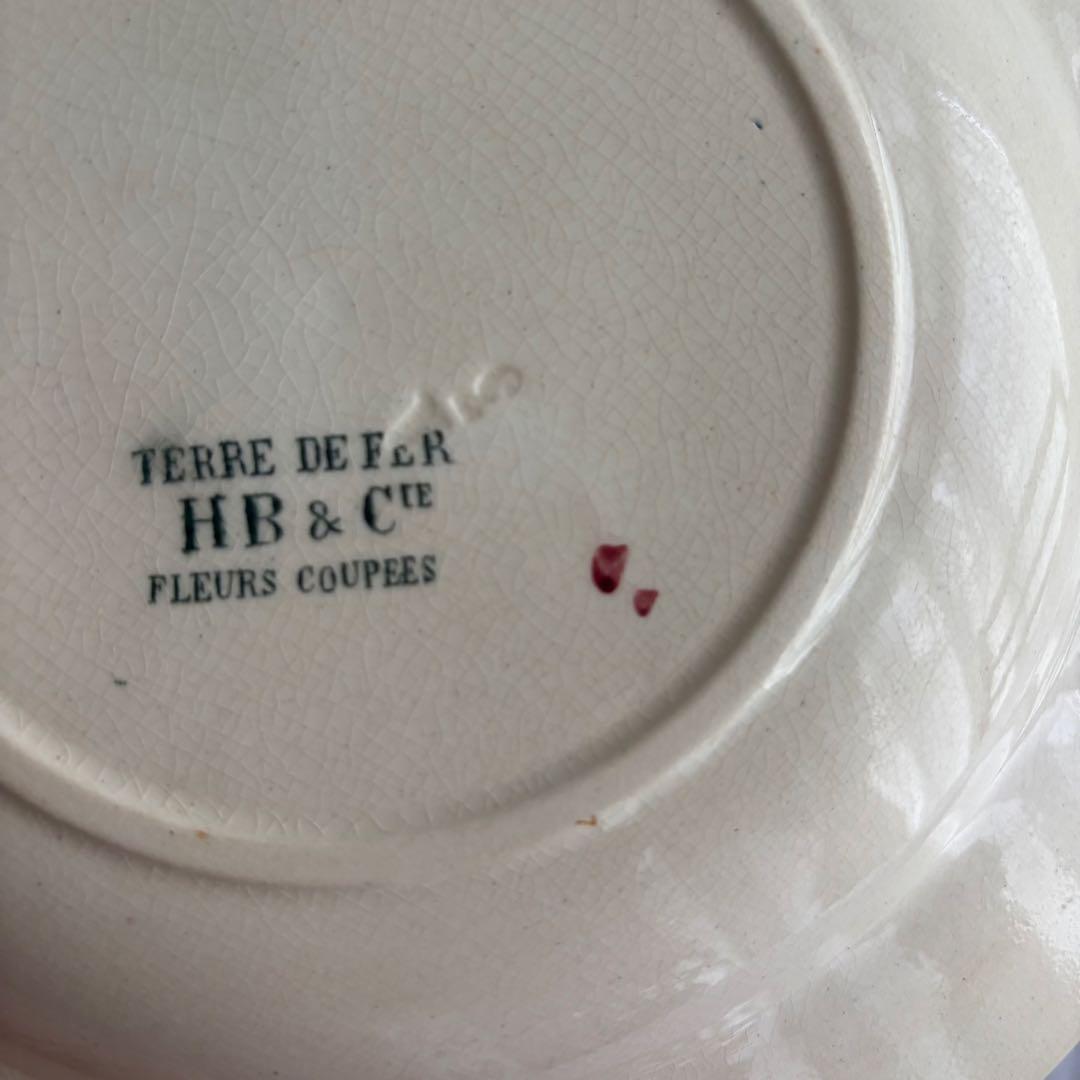 TERRE DE FER
HB & CIE
FLEURS COUPEES